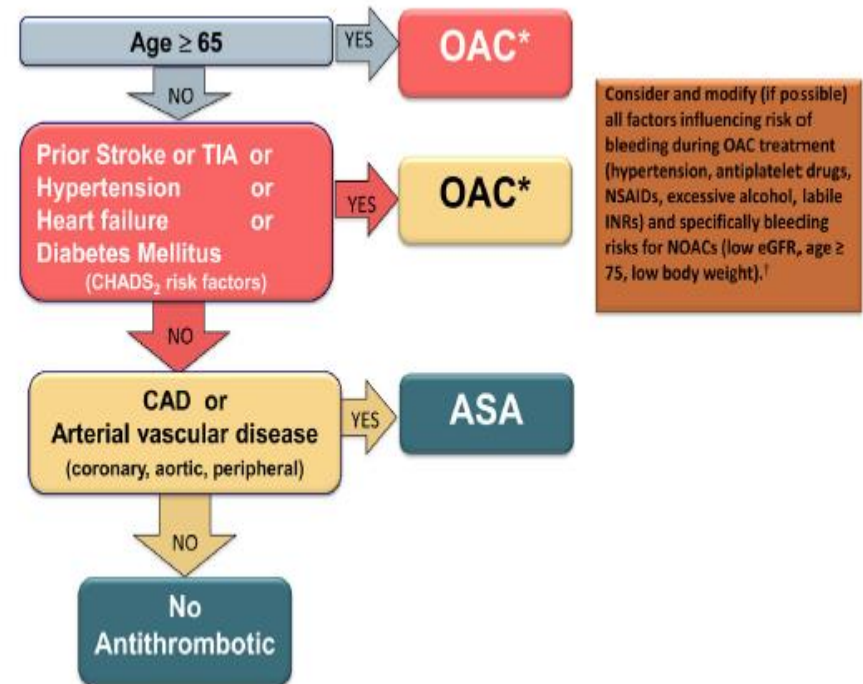 Age ≥ 65
YES
OAC*
NO
Prior Stroke or TIA or
Hypertension or
Heart failure or
Diabetes Mellitus
(CHADS₂ risk factors)
YES
OAC*
Consider and modify (if possible)
all factors influencing risk of
bleeding during OAC treatment
(hypertension, antiplatelet drugs,
NSAIDs, excessive alcohol, labile
INRs) and specifically bleeding
risks for NOACs (low eGFR, age ≥
75, low body weight).†
NO
CAD or
Arterial vascular disease
(coronary, aortic, peripheral)
YES
ASA
NO
No
Antithrombotic